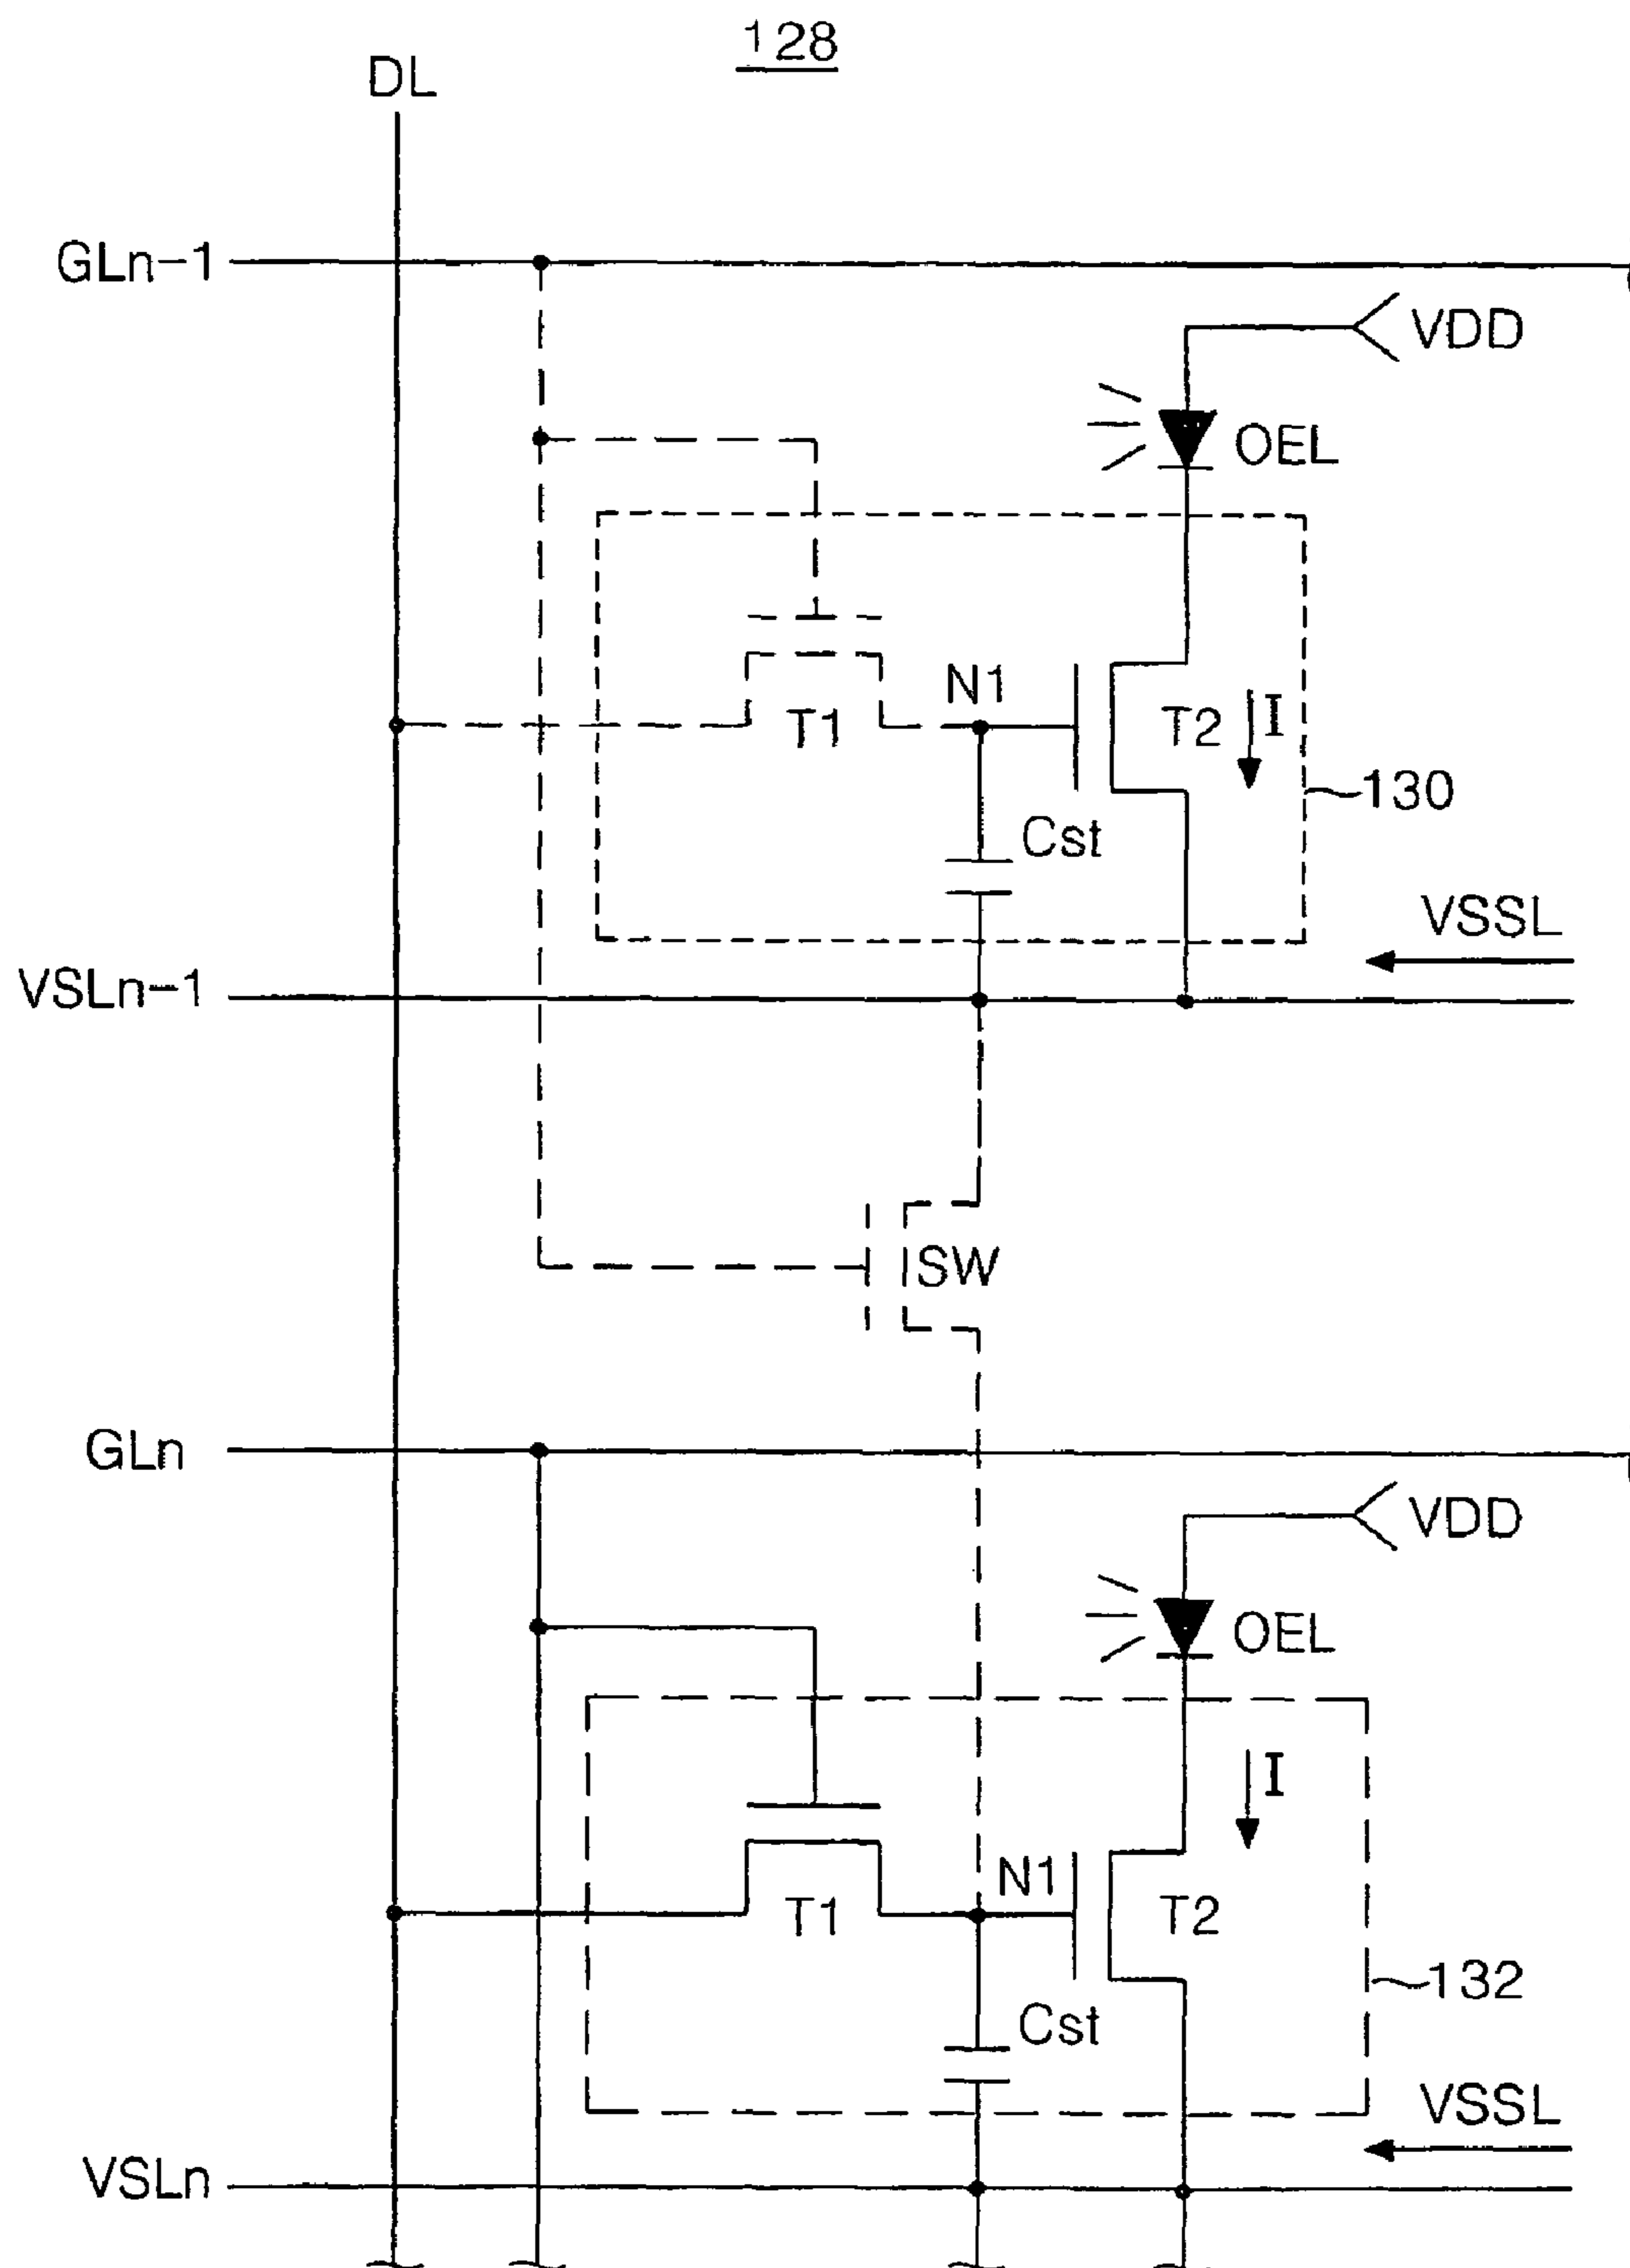 128
DL
GLn-1
VDD
OEL
N1
T1
T2
I
130
Cst
VSSL
VSLn-1
SW
GLn
VDD
OEL
I
N1
T1
T2
132
Cst
VSSL
VSLn